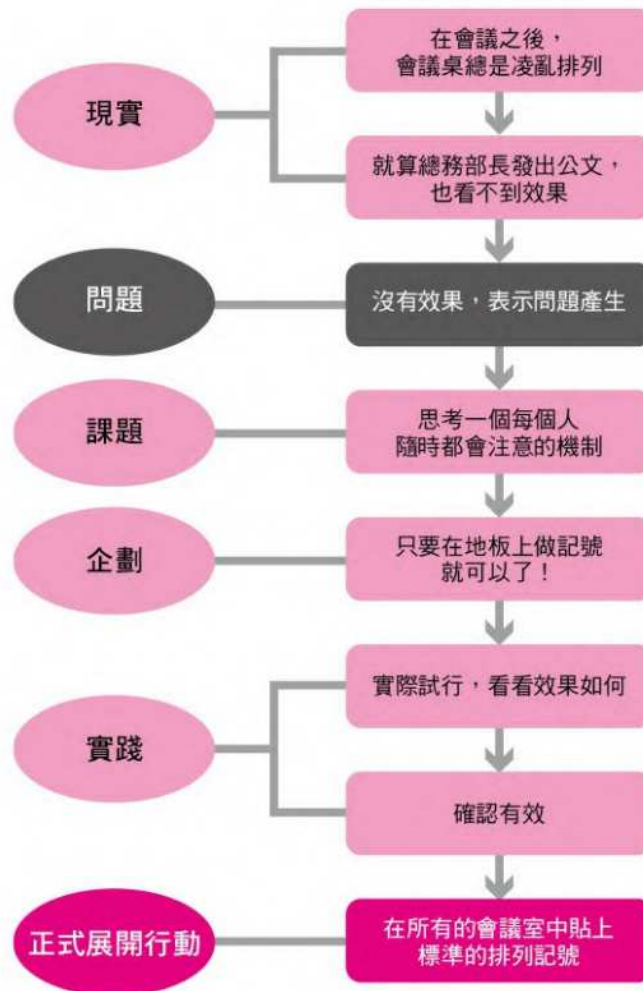 現實
在會議之後，
會議桌總是凌亂排列
就算總務部長發出公文，
也看不到效果
問題
沒有效果，表示問題產生
課題
思考一個每個人
隨時都會注意的機制
企劃
只要在地板上做記號
就可以了！
實踐
實際試行，看看效果如何
確認有效
正式展開行動
在所有的會議室中貼上
標準的排列記號